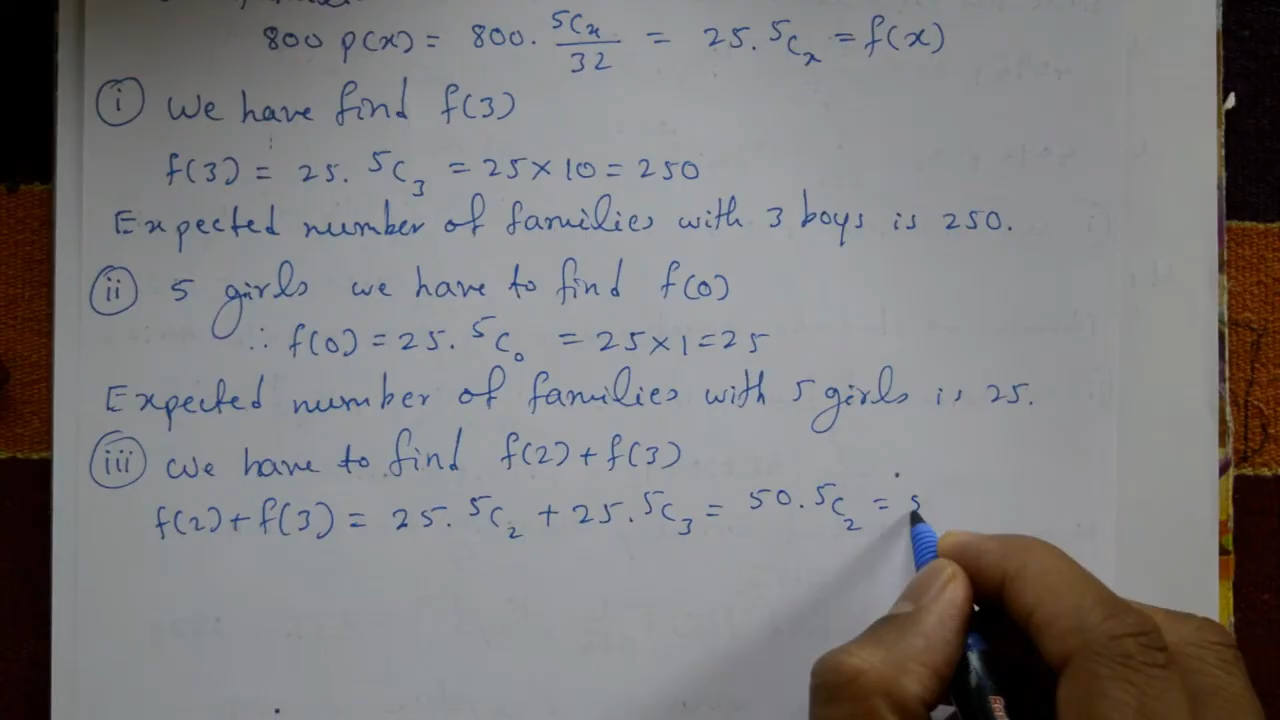 800 p(x) = 800. ⁵Cₓ/32 = 25. ⁵Cₓ = f(x)
(i) We have find f(3)
f(3) = 25. ⁵C₃ = 25 × 10 = 250
Expected number of families with 3 boys is 250.
(ii) 5 girls we have to find f(0)
∴ f(0) = 25. ⁵C₀ = 25 × 1 = 25
Expected number of families with 5 girls is 25.
(iii) We have to find f(2) + f(3)
f(2) + f(3) = 25. ⁵C₂ + 25. ⁵C₃ = 50. ⁵C₂ =